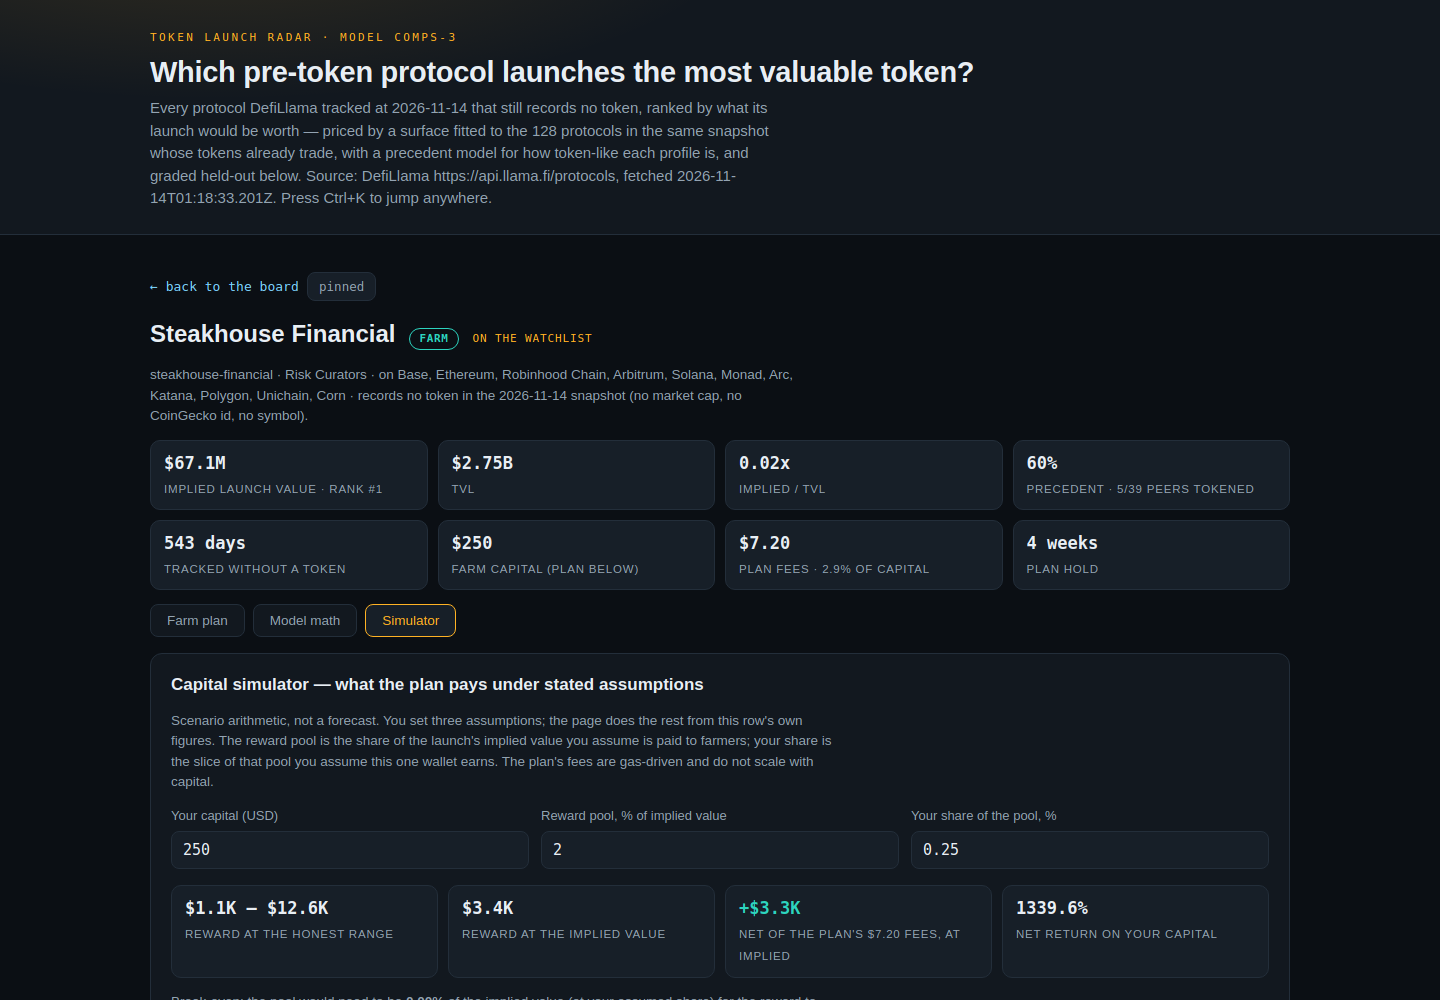 TOKEN LAUNCH RADAR · MODEL COMPS-3
Which pre-token protocol launches the most valuable token?
Every protocol DefiLlama tracked at 2026-11-14 that still records no token, ranked by what its
launch would be worth — priced by a surface fitted to the 128 protocols in the same snapshot
whose tokens already trade, with a precedent model for how token-like each profile is, and
graded held-out below. Source: DefiLlama https://api.llama.fi/protocols, fetched 2026-11-
14T01:18:33.201Z. Press Ctrl+K to jump anywhere.
← back to the board pinned
Steakhouse Financial FARM ON THE WATCHLIST
steakhouse-financial · Risk Curators · on Base, Ethereum, Robinhood Chain, Arbitrum, Solana, Monad, Arc,
Katana, Polygon, Unichain, Corn · records no token in the 2026-11-14 snapshot (no market cap, no
CoinGecko id, no symbol).
$67.1M $2.75B 0.02x 60%
IMPLIED LAUNCH VALUE · RANK #1 TVL IMPLIED / TVL PRECEDENT · 5/39 PEERS TOKENED
543 days $250 $7.20 4 weeks
TRACKED WITHOUT A TOKEN FARM CAPITAL (PLAN BELOW) PLAN FEES · 2.9% OF CAPITAL PLAN HOLD
Farm plan Model math Simulator
Capital simulator — what the plan pays under stated assumptions
Scenario arithmetic, not a forecast. You set three assumptions; the page does the rest from this row's own
figures. The reward pool is the share of the launch's implied value you assume is paid to farmers; your share is
the slice of that pool you assume this one wallet earns. The plan's fees are gas-driven and do not scale with
capital.
Your capital (USD) Reward pool, % of implied value Your share of the pool, %
250 2 0.25
$1.1K — $12.6K $3.4K +$3.3K 1339.6%
REWARD AT THE HONEST RANGE REWARD AT THE IMPLIED VALUE NET OF THE PLAN'S $7.20 FEES, AT NET RETURN ON YOUR CAPITAL
IMPLIED